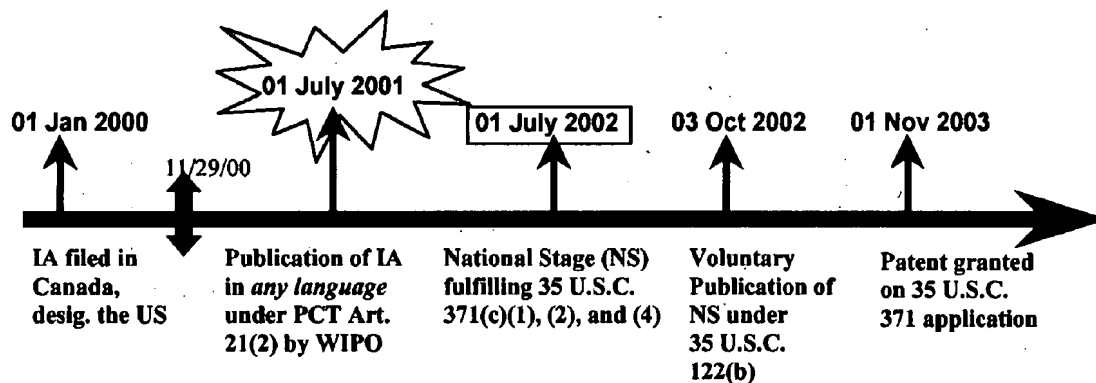 01 July 2001
01 Jan 2000
01 July 2002
03 Oct 2002
01 Nov 2003
11/29/00
IA filed in
Canada,
desig. the US
Publication of IA
in any language
under PCT Art.
21(2) by WIPO
National Stage (NS)
fulfilling 35 U.S.C.
371(c)(1), (2), and (4)
Voluntary
Publication of
NS under
35 U.S.C.
122(b)
Patent granted
on 35 U.S.C.
371 application